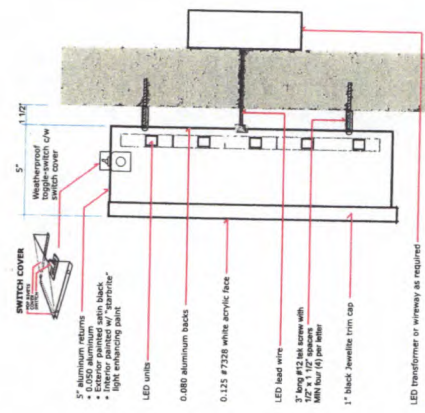 SWITCH COVER
5"
1 1/2"
Weatherproof
toggle-switch c/w
switch cover
5" aluminum returns
• 0.050 aluminum
• Exterior painted satin black
• Interior painted w/ "starbrite"
light enhancing paint
LED units
0.080 aluminum backs
0.125 #7328 white acrylic face
LED lead wire
3" long #12 tek screw with
1/2" x 1 1/2" spacers
MIN four (4) per letter
1" black Jewelite trim cap
LED transformer or wireway as required